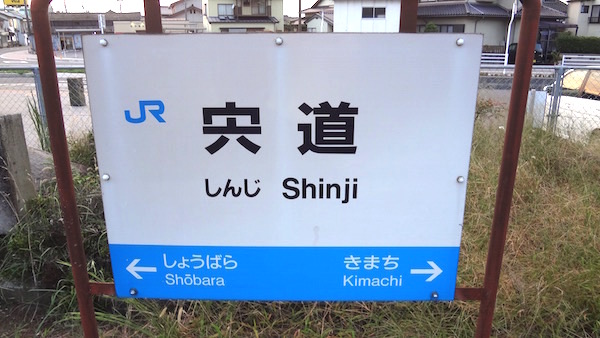 JR
宍道
しんじ Shinji
← しょうばら
Shōbara
きまち →
Kimachi